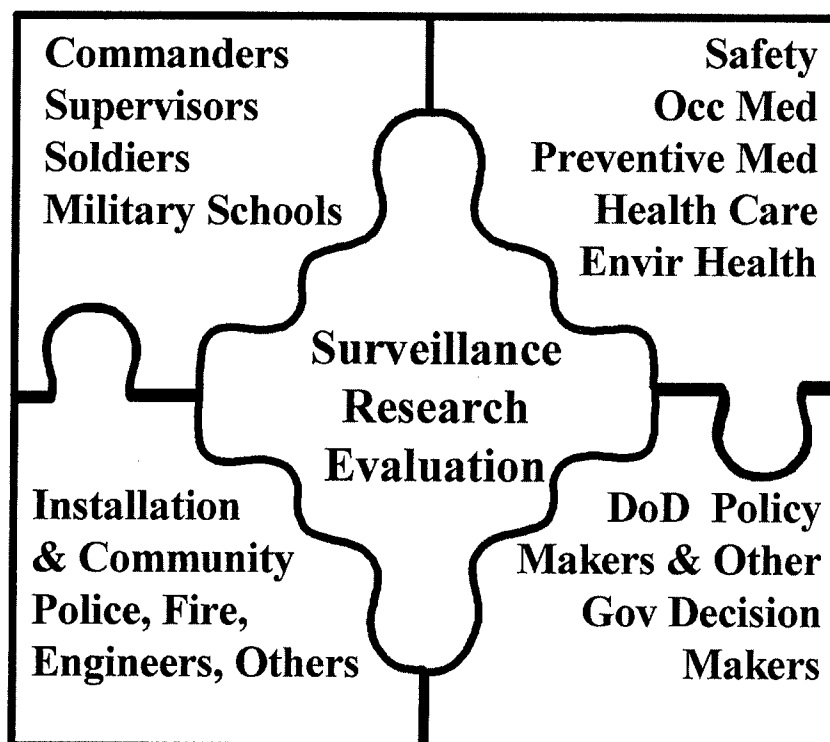 Commanders
Supervisors
Soldiers
Military Schools
Safety
Occ Med
Preventive Med
Health Care
Envir Health
Surveillance
Research
Evaluation
Installation
& Community
Police, Fire,
Engineers, Others
DoD Policy
Makers & Other
Gov Decision
Makers